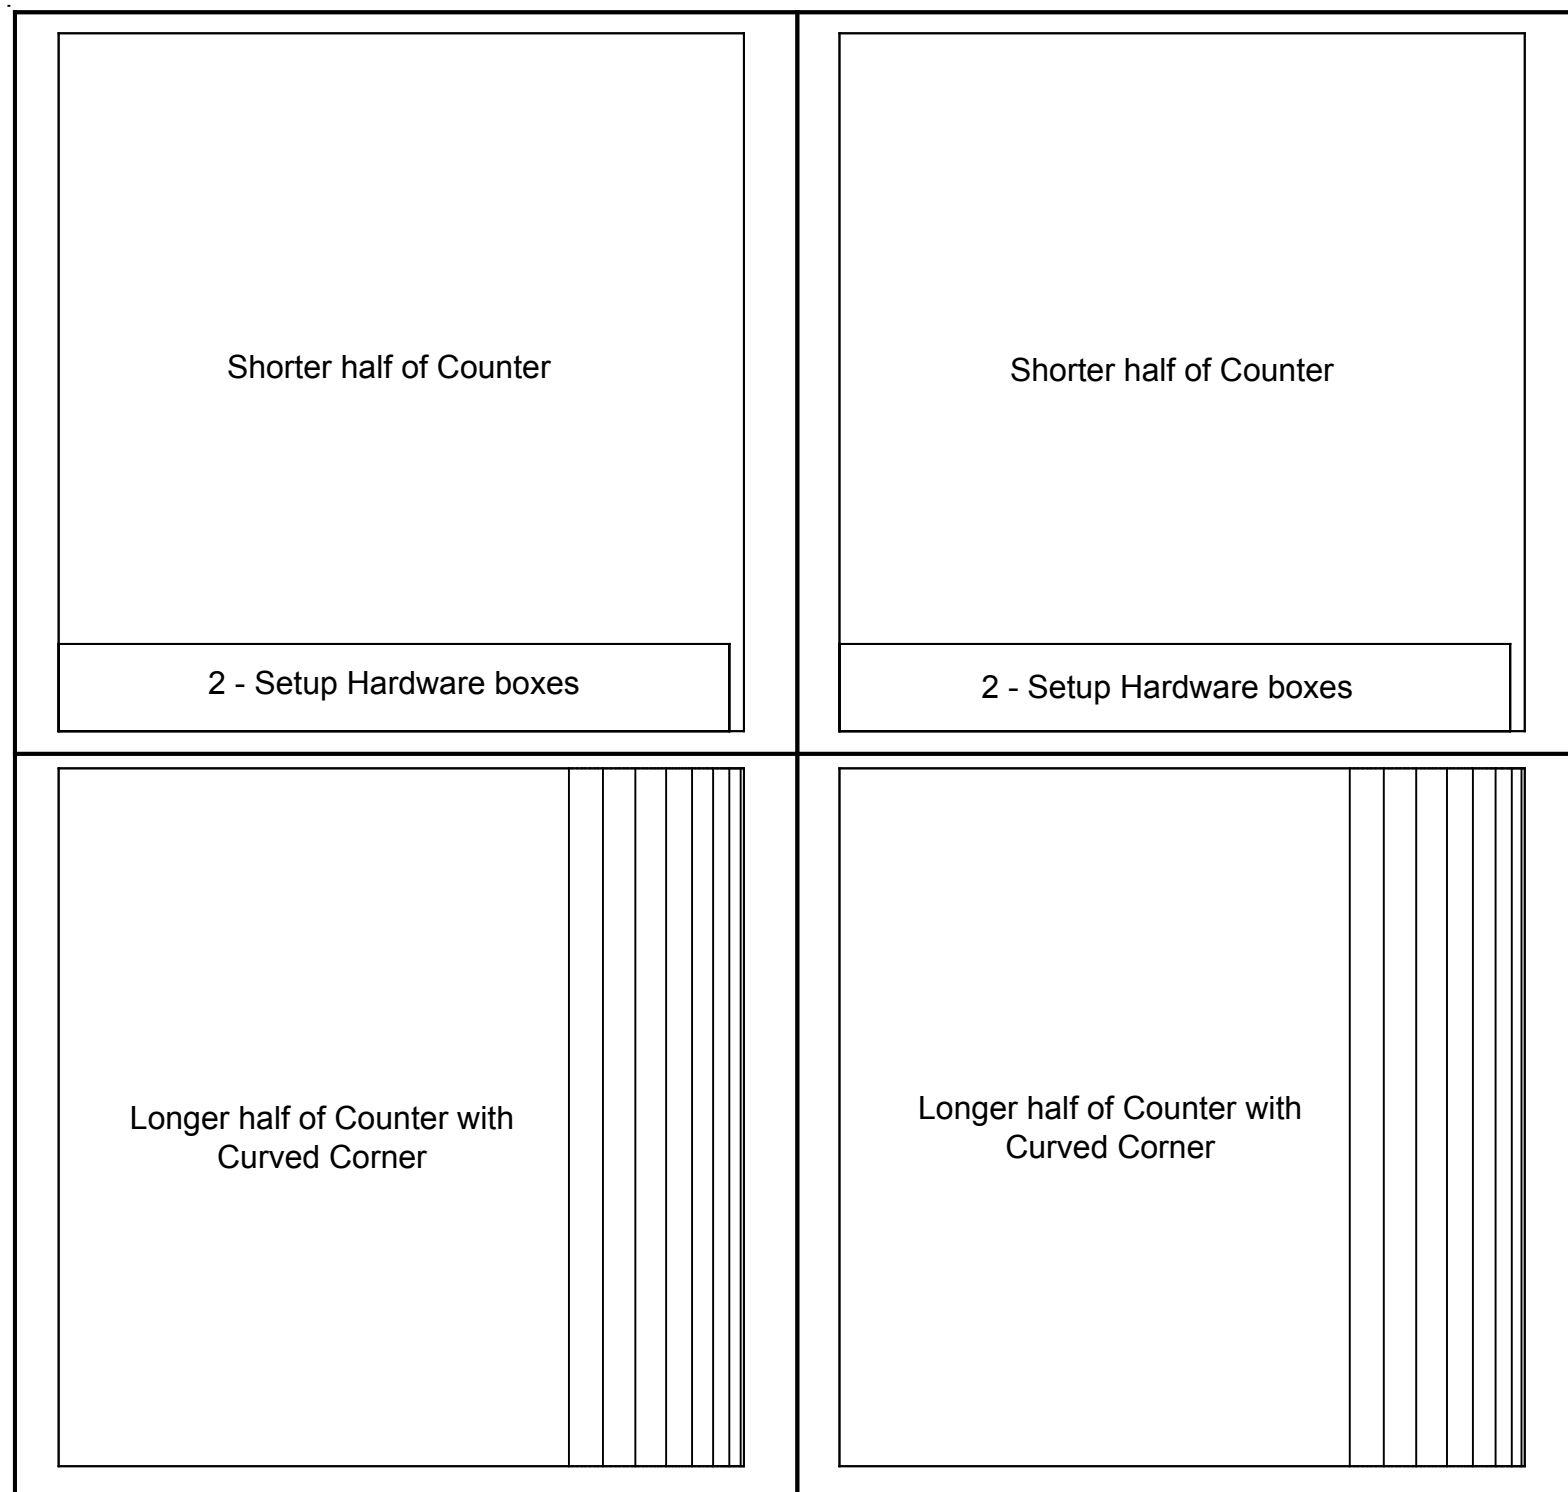 Shorter half of Counter
Shorter half of Counter
2 - Setup Hardware boxes
2 - Setup Hardware boxes
Longer half of Counter with
Curved Corner
Longer half of Counter with
Curved Corner